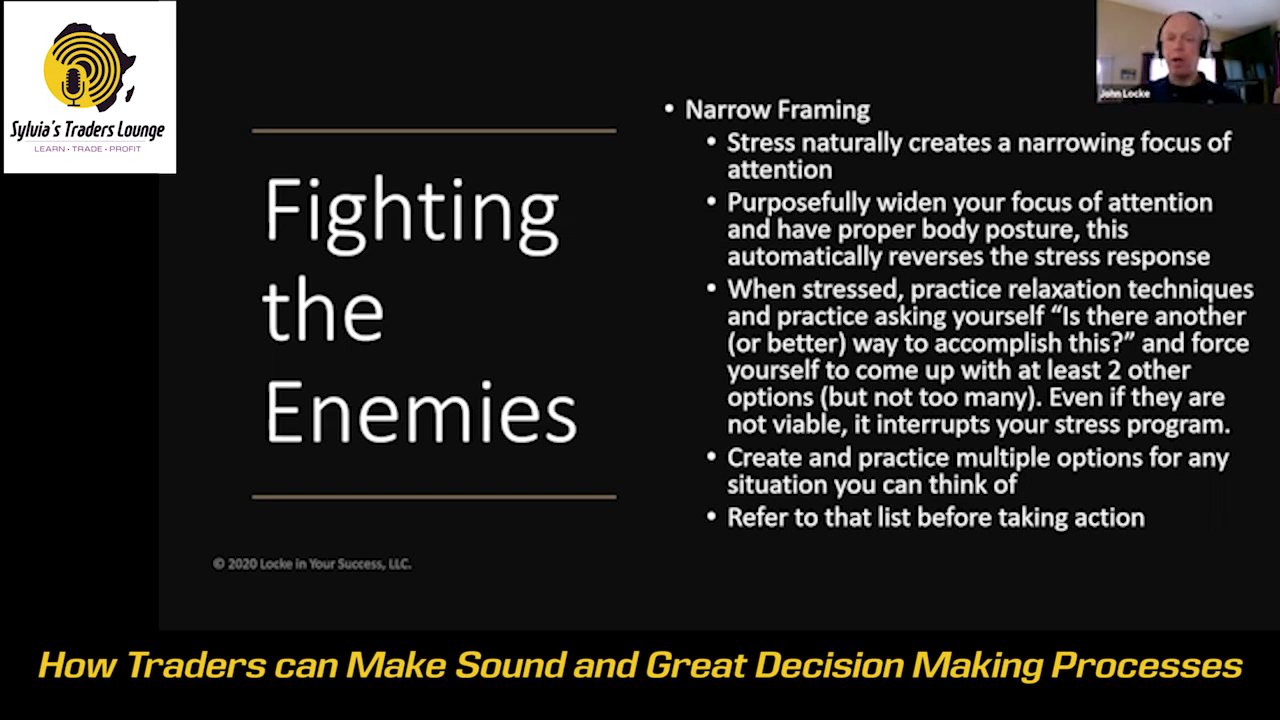 Sylvia's Traders Lounge
LEARN • TRADE • PROFIT
John Locke
Fighting
the
Enemies
• Narrow Framing
• Stress naturally creates a narrowing focus of
attention
• Purposefully widen your focus of attention
and have proper body posture, this
automatically reverses the stress response
• When stressed, practice relaxation techniques
and practice asking yourself “Is there another
(or better) way to accomplish this?” and force
yourself to come up with at least 2 other
options (but not too many). Even if they are
not viable, it interrupts your stress program.
• Create and practice multiple options for any
situation you can think of
• Refer to that list before taking action
© 2020 Locke in Your Success, LLC.
How Traders can Make Sound and Great Decision Making Processes